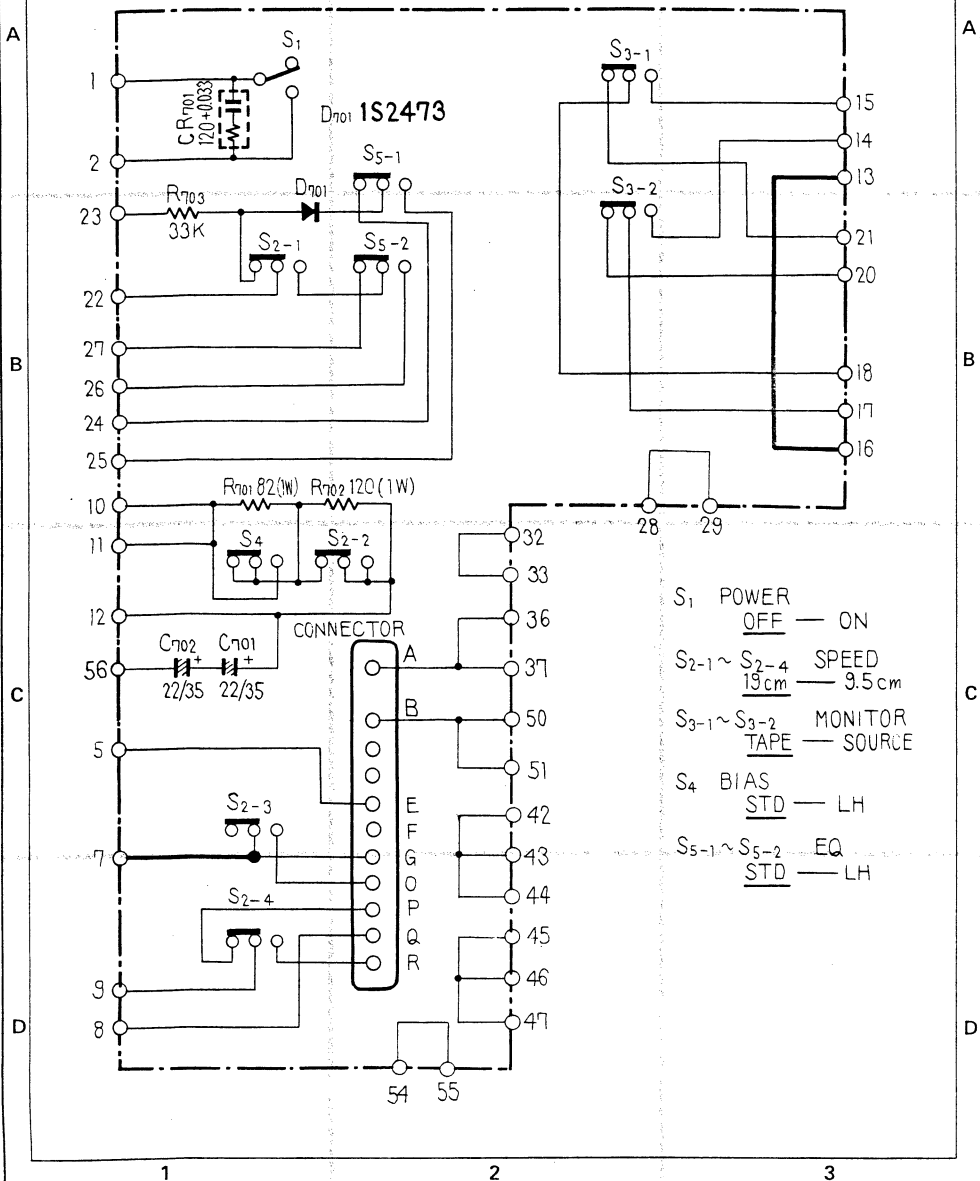 A
A
S1
S3-1
1
CR701
120+0.033
D701 1S2473
15
14
2
S5-1
13
R703
33K
D701
S3-2
23
S2-1
S5-2
21
20
22
27
B
B
26
18
24
17
25
16
R701 82(1W)
R702 120(1W)
10
28
29
11
S4
S2-2
32
33
12
36
CONNECTOR
S1 POWER
OFF — ON
C702
22/35
C701
22/35
56
A
37
S2-1~S2-4 SPEED
19cm — 9.5cm
C
C
B
50
S3-1~S3-2 MONITOR
TAPE — SOURCE
5
51
S4 BIAS
STD — LH
S2-3
E
42
F
7
G
43
S5-1~S5-2 EQ
STD — LH
O
44
S2-4
P
Q
45
R
46
9
8
47
D
D
54
55
1
2
3